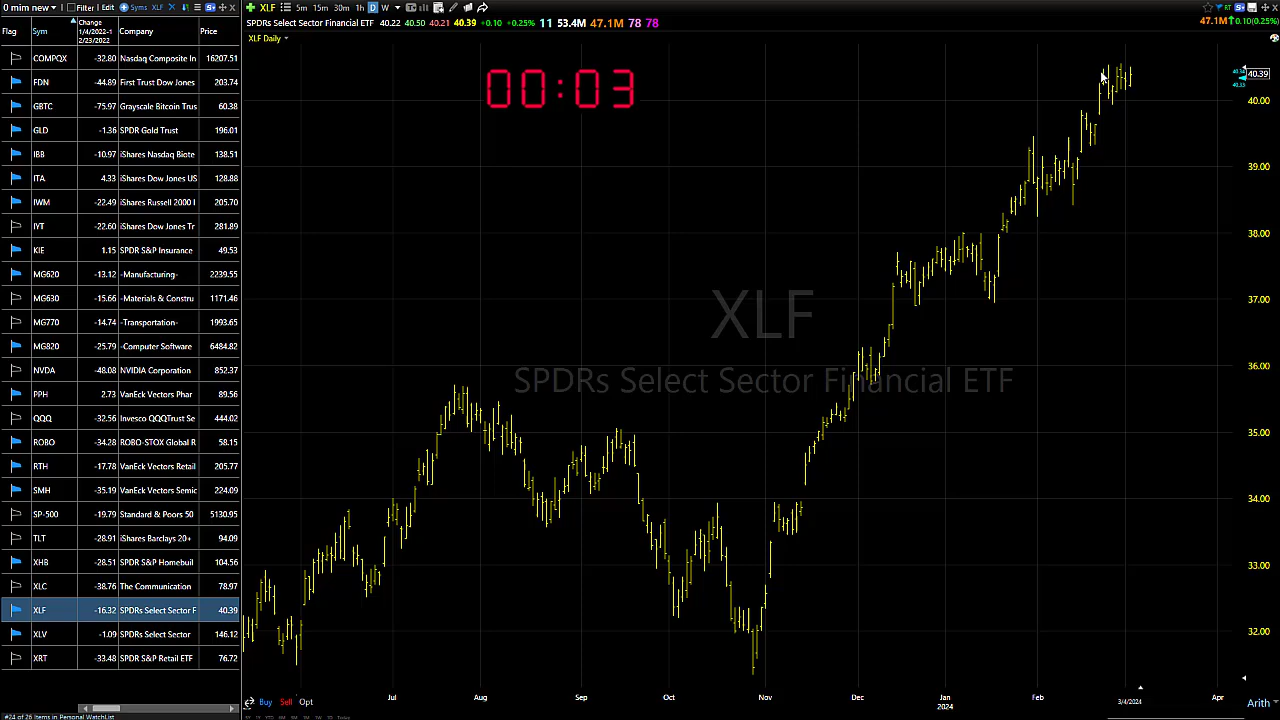 0 min new Filter Edit Syms XLF
Flag Sym Change 1/4/2022-1 2/23/2022 Company Price
COMPQX -32.80 Nasdaq Composite In 16207.51
FDN -44.89 First Trust Dow Jones 203.74
GBTC -75.97 Grayscale Bitcoin Trus 60.38
GLD -1.36 SPDR Gold Trust 196.01
IBB -10.97 iShares Nasdaq Biote 138.51
ITA 4.33 iShares Dow Jones US 128.88
IWM -22.49 iShares Russell 2000 I 205.70
IYT -22.60 iShares Dow Jones Tr 281.89
KIE 1.15 SPDR S&P Insurance 49.53
MG620 -13.12 -Manufacturing- 2239.55
MG630 -15.66 -Materials & Constru 1171.46
MG770 -14.74 -Transportation- 1993.65
MG820 -25.79 -Computer Software 6484.82
NVDA -48.08 NVIDIA Corporation 852.37
PPH 2.73 VanEck Vectors Phar 89.56
QQQ -32.56 Invesco QQQTrust Se 444.02
ROBO -34.28 ROBO-STOX Global R 58.15
RTH -17.78 VanEck Vectors Retail 205.77
SMH -35.19 VanEck Vectors Semic 224.09
SP-500 -19.79 Standard & Poors 50 5130.95
TLT -28.91 iShares Barclays 20+ 94.09
XHB -28.51 SPDR S&P Homebuil 104.56
XLC -38.76 The Communication 78.97
XLF -16.32 SPDRs Select Sector F 40.39
XLV -1.09 SPDRs Select Sector 146.12
XRT -33.48 SPDR S&P Retail ETF 76.72
#24 of 26 Items in Personal WatchList
XLF 5m 15m 30m 1h D W
RT
SPDRs Select Sector Financial ETF 40.22 40.50 40.21 40.39 +0.10 +0.25% 11 53.4M 47.1M 78 78
47.1M 0.10(0.25%)
XLF Daily
00:03
40.39
40.00
39.00
38.00
37.00
36.00
35.00
34.00
33.00
32.00
XLF
SPDRs Select Sector Financial ETF
Jul Aug Sep Oct Nov Dec Jan Feb Apr
2024
3/4/2024
Buy Sell Opt
Arith